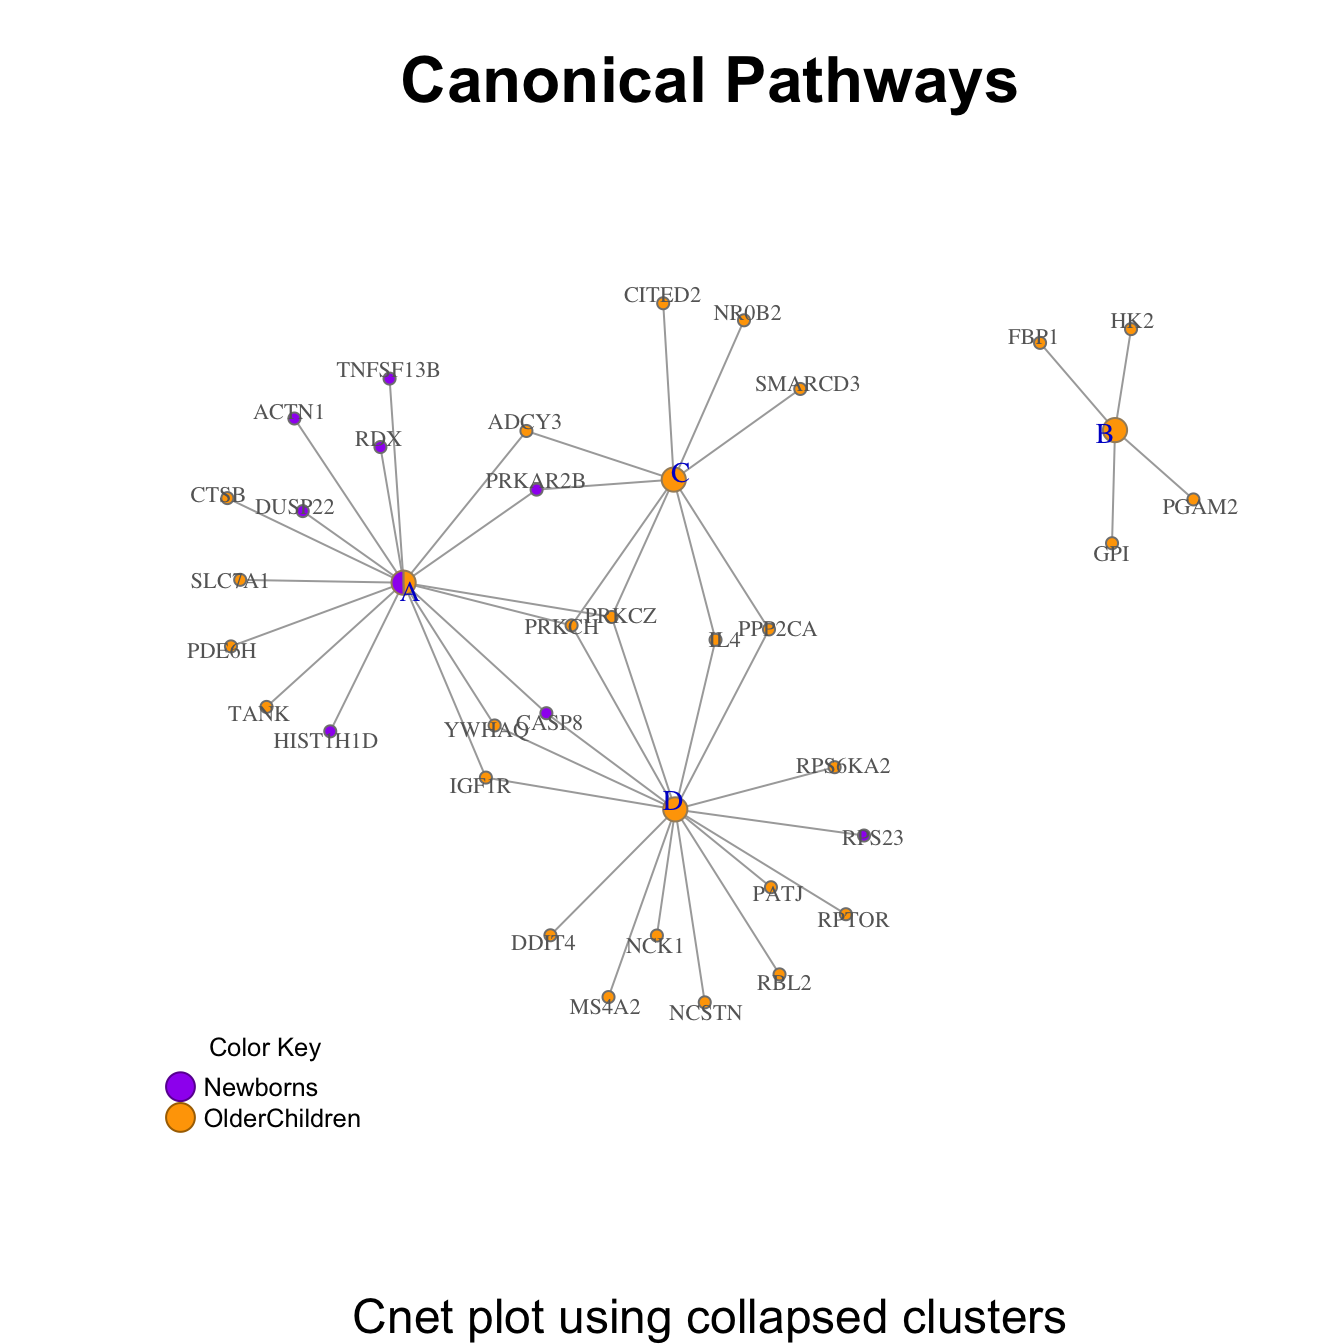 Canonical Pathways
CITED2
NR0B2
FBP1
HK2
TNFSF13B
SMARCD3
ACTN1
ADCY3
RDX
B
C
PRKAR2B
CTSB
DUSP22
PGAM2
GPI
SLC7A1
A
PRKCZ
PRKCH
IL4
PPP2CA
PDE6H
TANK
HIST1H1D
YWHAQ
CASP8
RPS6KA2
IGF1R
D
RPS23
PATJ
RPTOR
DDIT4
NCK1
RBL2
MS4A2
NCSTN
Color Key
Newborns
OlderChildren
Cnet plot using collapsed clusters